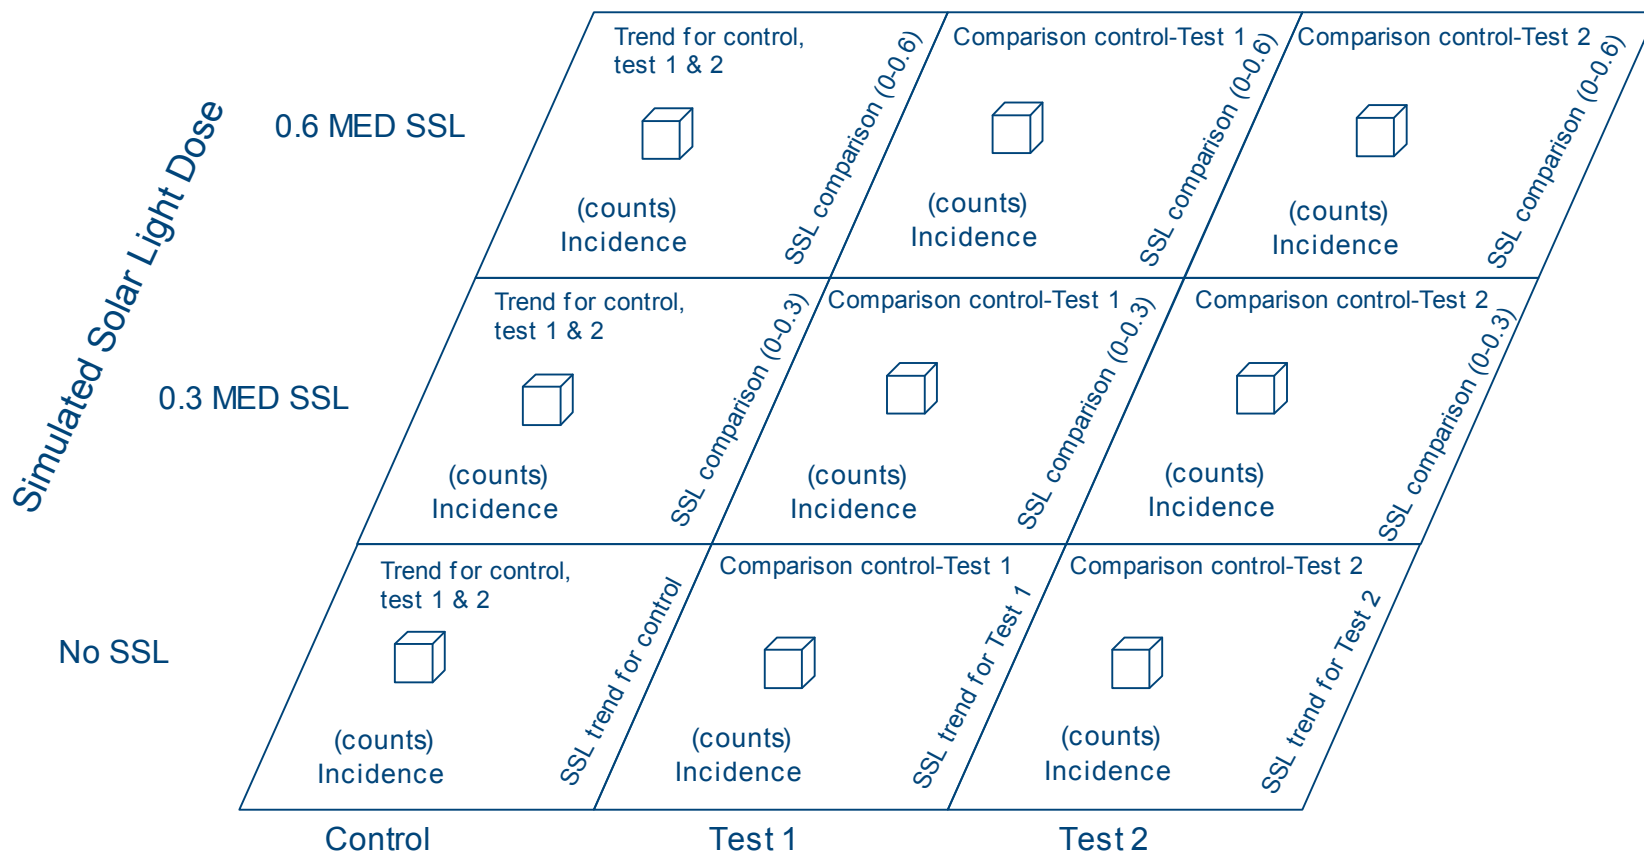 Simulated Solar Light Dose
0.6 MED SSL
Trend for control,
test 1 & 2
(counts)
Incidence
SSL comparison (0-0.6)
Comparison control-Test 1
(counts)
Incidence
SSL comparison (0-0.6)
Comparison control-Test 2
(counts)
Incidence
SSL comparison (0-0.6)
0.3 MED SSL
Trend for control,
test 1 & 2
(counts)
Incidence
SSL comparison (0-0.3)
Comparison control-Test 1
(counts)
Incidence
SSL comparison (0-0.3)
Comparison control-Test 2
(counts)
Incidence
SSL comparison (0-0.3)
No SSL
Trend for control,
test 1 & 2
(counts)
Incidence
SSL trend for control
Comparison control-Test 1
(counts)
Incidence
SSL trend for Test 1
Comparison control-Test 2
(counts)
Incidence
SSL trend for Test 2
Control
Test 1
Test 2